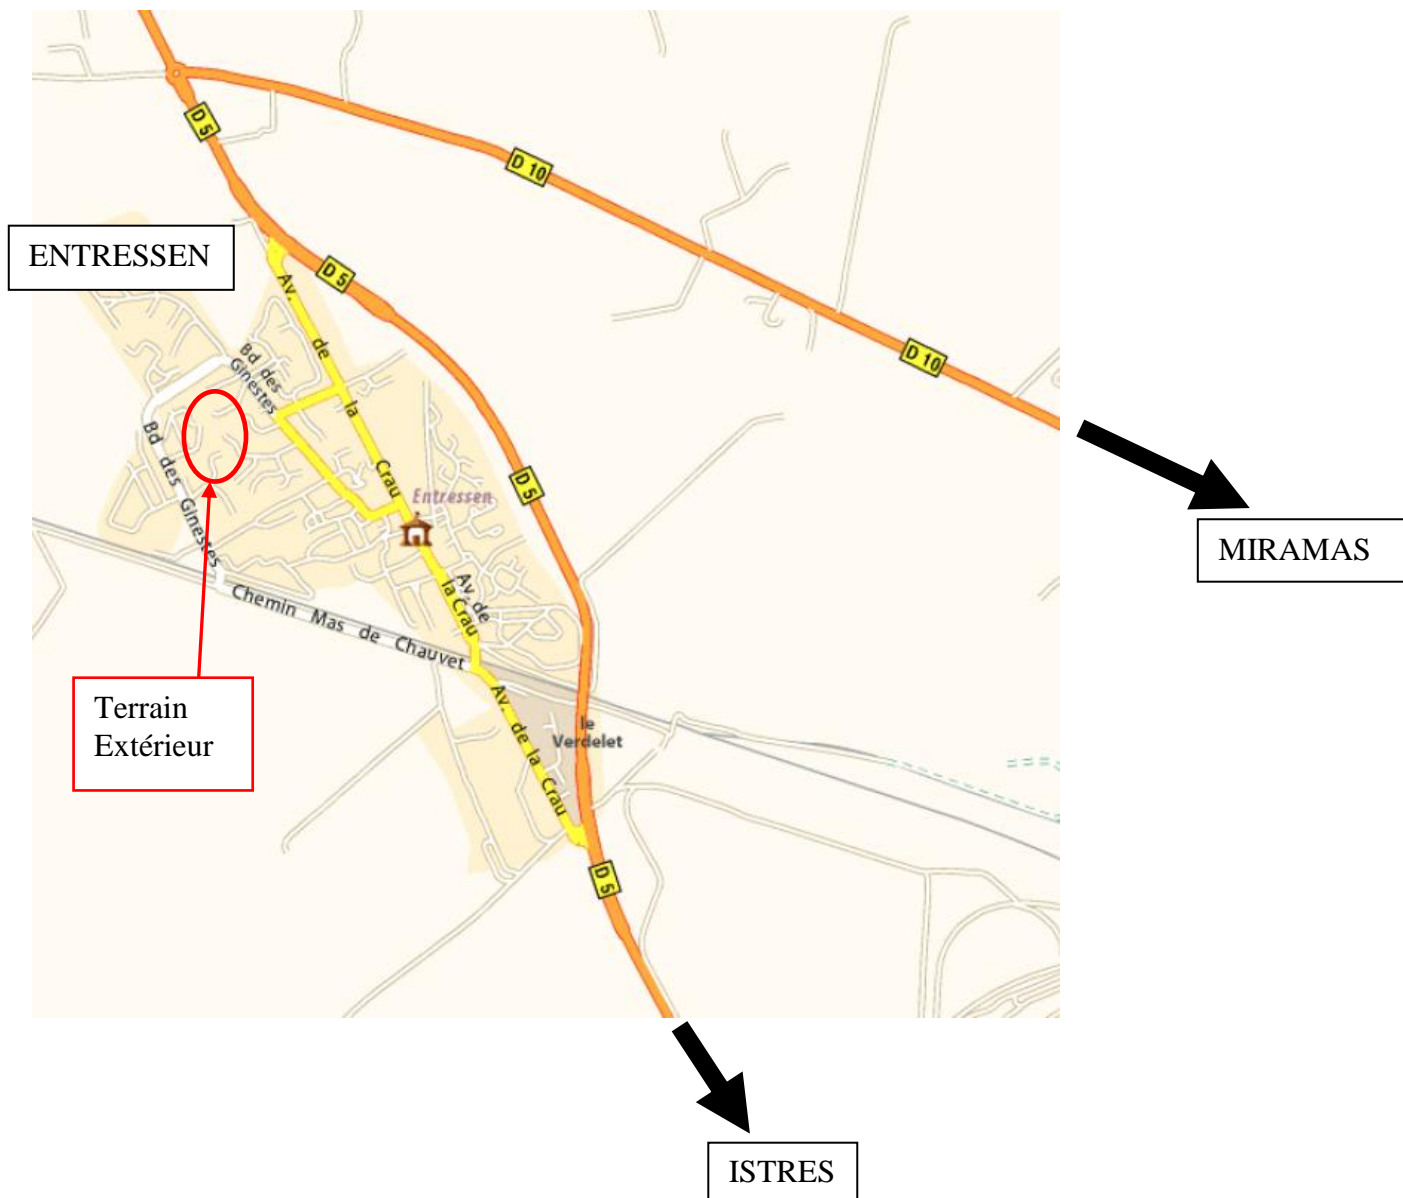 D 5
D 10
ENTRESSEN
D 5
Av. de la Crau
D 10
Bd des
Ginestes
Bd des Ginestes
D 5
Entressen
MIRAMAS
Av. de
la Crau
Chemin Mas de Chauvet
Terrain
Extérieur
Av. de la Crau
le
Verdelet
D 5
ISTRES